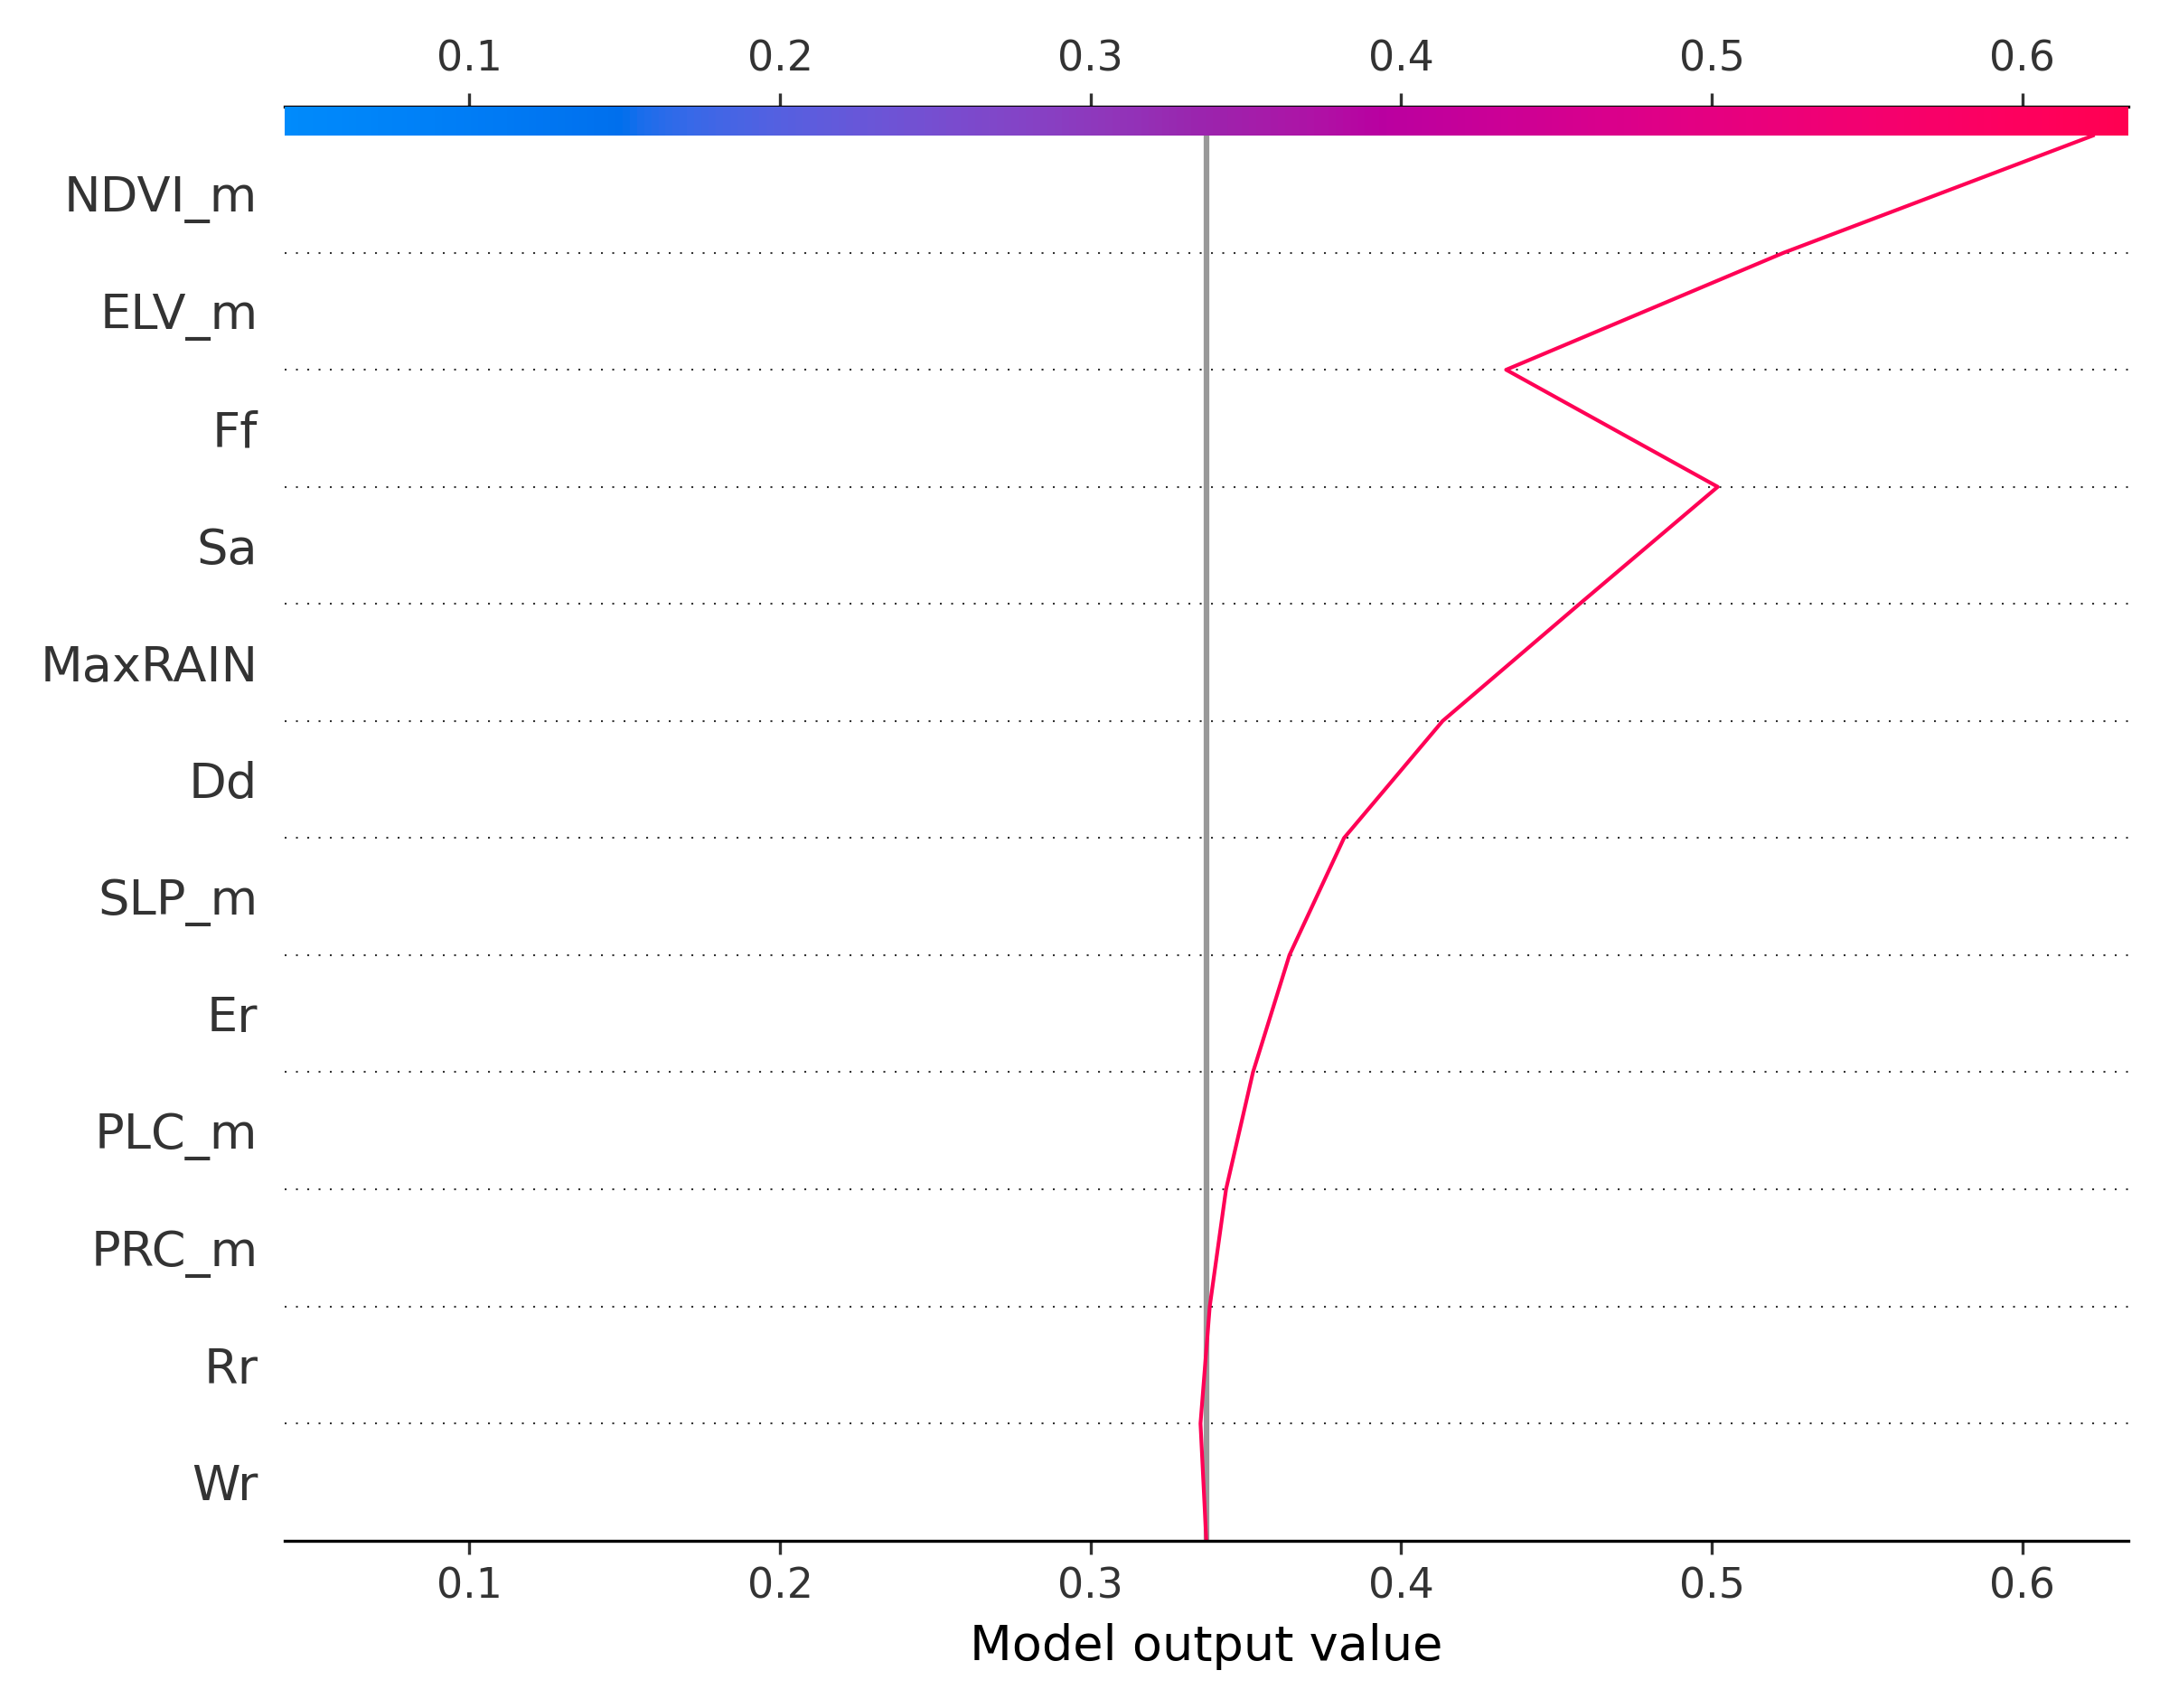 0.1 0.2 0.3 0.4 0.5 0.6
NDVI_m
ELV_m
Ff
Sa
MaxRAIN
Dd
SLP_m
Er
PLC_m
PRC_m
Rr
Wr
0.1 0.2 0.3 0.4 0.5 0.6
Model output value